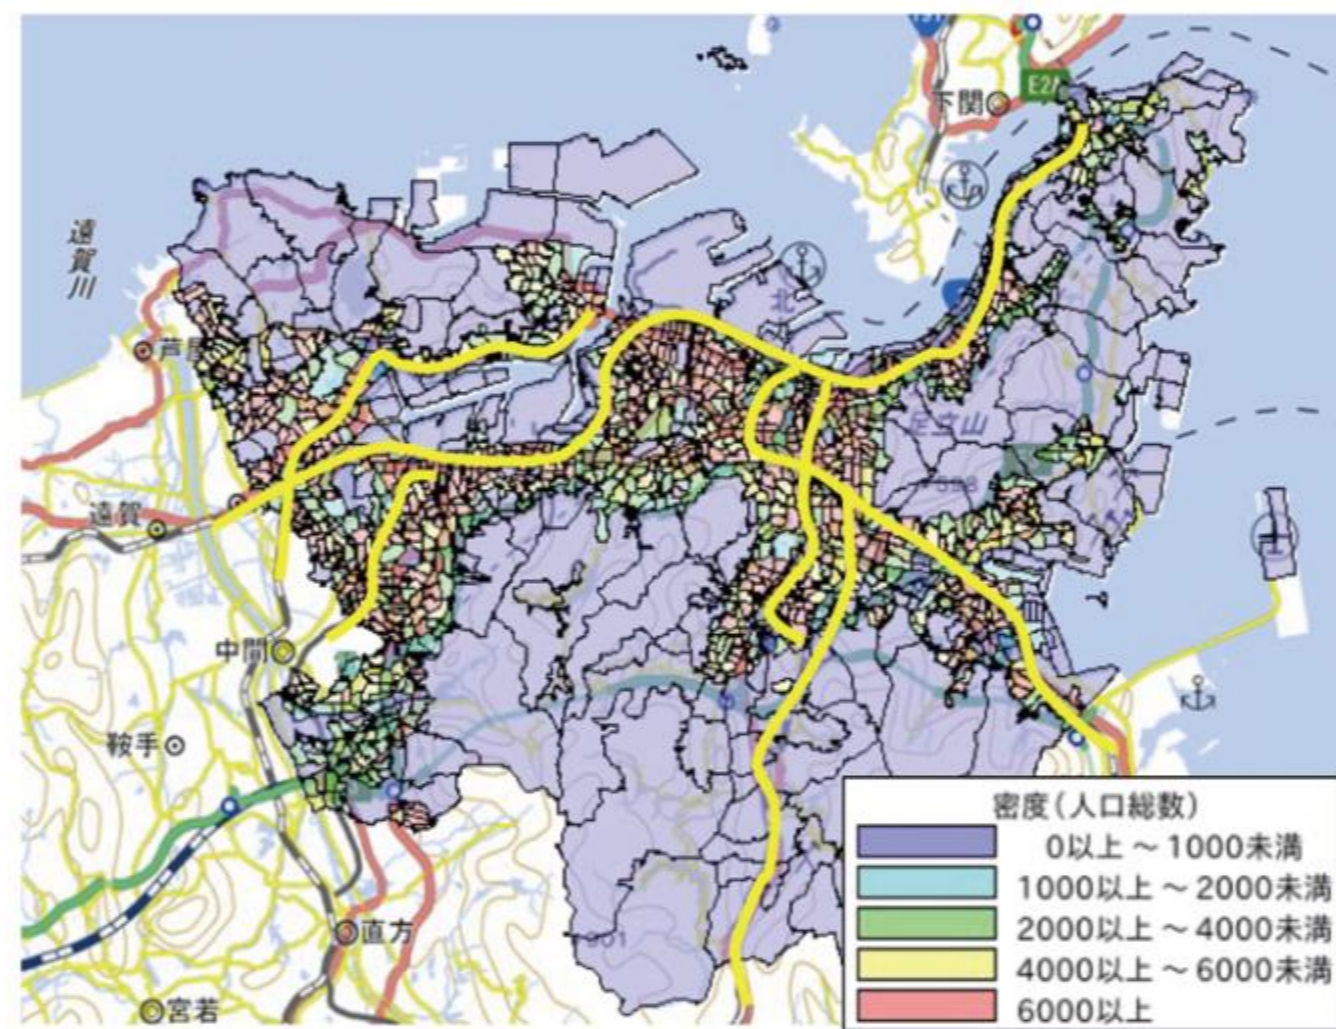 下関
E2A
遠賀川
北
芦屋
足立山
遠賀
中間
鞍手
直方
宮若
901
密度(人口総数)
0以上 ~ 1000未満
1000以上 ~ 2000未満
2000以上 ~ 4000未満
4000以上 ~ 6000未満
6000以上